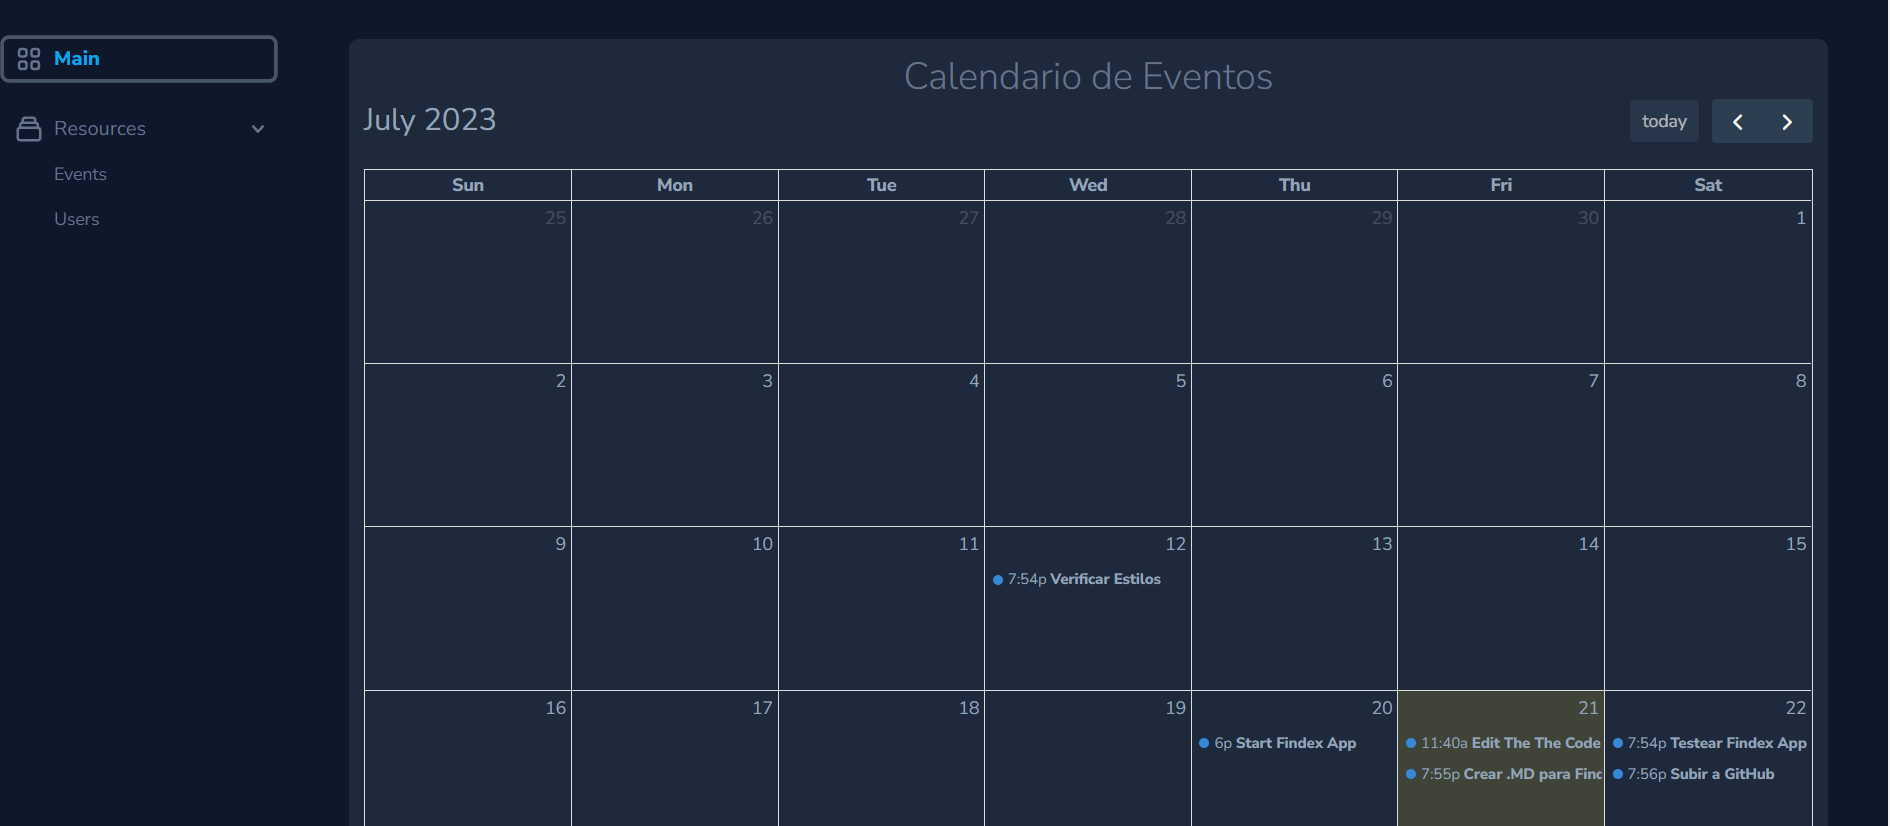 Main
Resources
Events
Users
Calendario de Eventos
July 2023
today
Sun Mon Tue Wed Thu Fri Sat
25 26 27 28 29 30 1
2 3 4 5 6 7 8
9 10 11 12 13 14 15
7:54p Verificar Estilos
16 17 18 19 20 21 22
6p Start Findex App 11:40a Edit The The Code 7:54p Testear Findex App
7:55p Crear .MD para Find 7:56p Subir a GitHub